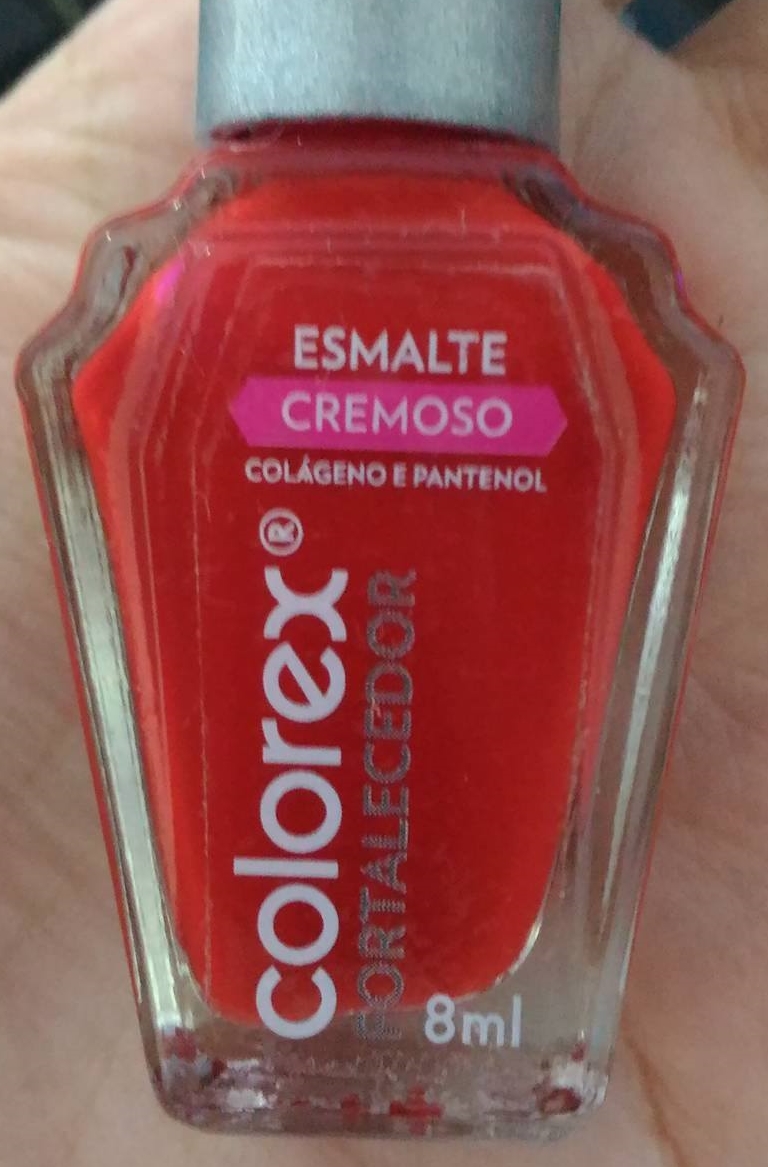 ESMALTE
CREMOSO
COLÁGENO E PANTENOL
colorex®
FORTALECEDOR
8ml